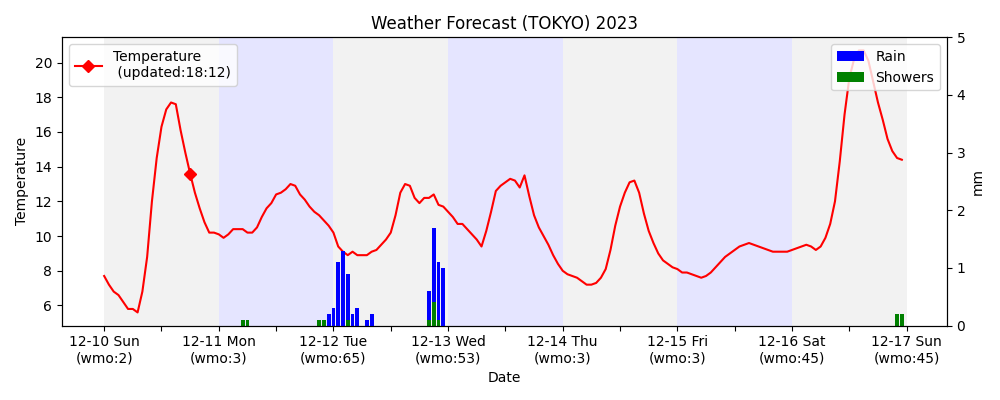 Weather Forecast (TOKYO) 2023
Temperature
(updated:18:12)
Rain
Showers
Temperature
20
18
16
14
12
10
8
6
5
4
3
2
1
0
mm
12-10 Sun
(wmo:2)
12-11 Mon
(wmo:3)
12-12 Tue
(wmo:65)
12-13 Wed
(wmo:53)
12-14 Thu
(wmo:3)
12-15 Fri
(wmo:3)
12-16 Sat
(wmo:45)
12-17 Sun
(wmo:45)
Date